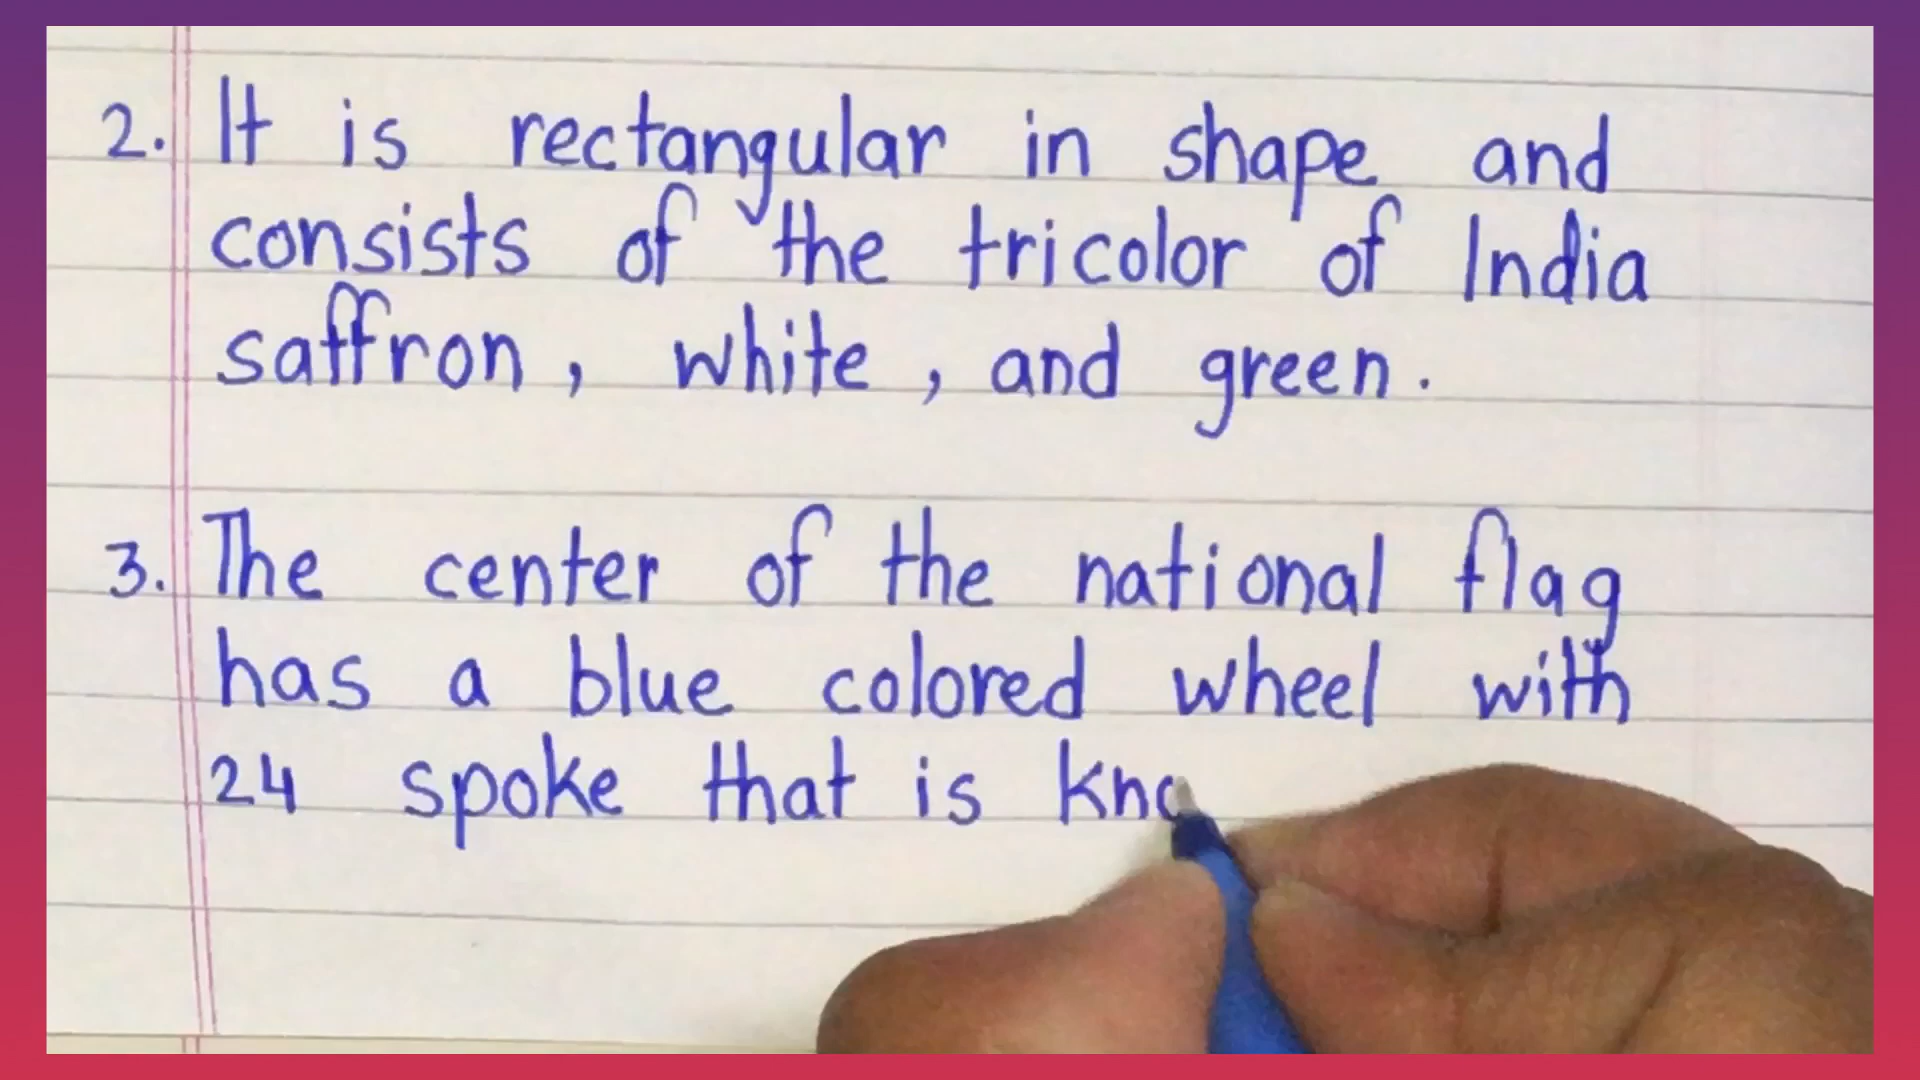 2. It is rectangular in shape and
consists of the tricolor of India
saffron, white, and green.
3. The center of the national flag
has a blue colored wheel with
24 spoke that is kno